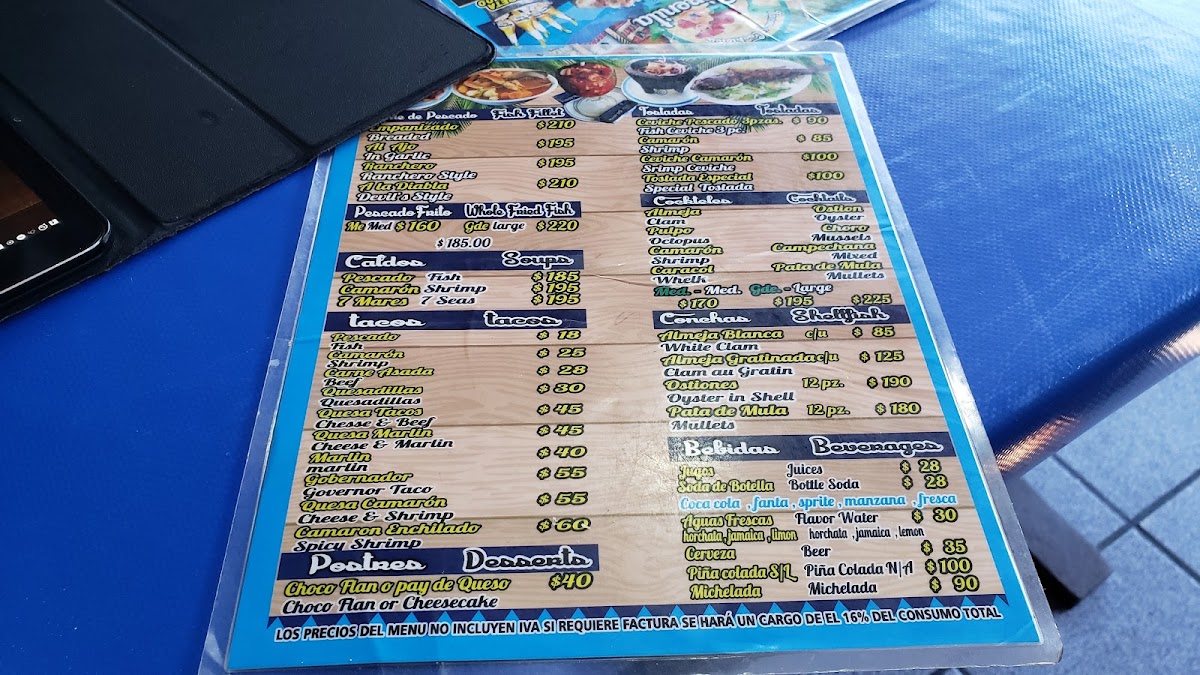 de Pescado Fish Fillet
Empanizado $210
Breaded
Al Ajo $195
In Garlic
Ranchero $195
Ranchero Style
A la Diabla $210
Devil's Style
Pescado Frito Whole Fried Fish
Me Med $160 Gde large $220
$185.00
Caldos Soups
Pescado Fish $185
Camarón Shrimp $195
7 Mares 7 Seas $195
tacos tacos
Pescado $18
Fish
Camarón $25
Shrimp
Carne Asada $28
Beef
Quesadillas $30
Quesadillas
Quesa Tacos $45
Chesse & Beef
Quesa Marlin $45
Cheese & Marlin
Marlin $40
marlin
Gobernador $55
Governor Taco
Quesa Camarón $55
Cheese & Shrimp
Camaron Enchilado $60
Spicy Shrimp
Postres Desserts
Choco Flan o pay de Queso $40
Choco Flan or Cheesecake
Tostadas Tostadas
Ceviche Pescado 3pzas. $90
Fish Ceviche 3 pc.
Camarón $85
Shrimp
Ceviche Camarón $100
Srimp Ceviche
Tostada Especial $100
Special Tostada
Cockteles Cocktails
Almeja Ostion
Clam Oyster
Pulpo Choro
Octopus Mussels
Camarón Campechana
Shrimp Mixed
Caracol Pata de Mula
Whelk Mullets
Med. - Med. Gde. - Large
$170 $195 $225
Conchas Shellfish
Almeja Blanca c/u $85
White Clam
Almeja Gratinada c/u $125
Clam au Gratin
Ostiones 12 pz. $190
Oyster in Shell
Pata de Mula 12 pz. $180
Mullets
Bebidas Beverages
Jugos Juices $28
Soda de Botella Bottle Soda $28
Coca cola , fanta , sprite , manzana , fresca
Aguas Frescas Flavor Water $30
horchata , jamaica , limon horchata , jamaica , lemon
Cerveza Beer $35
Piña colada S/L Piña Colada N/A $100
Michelada Michelada $90
LOS PRECIOS DEL MENU NO INCLUYEN IVA SI REQUIERE FACTURA SE HARÁ UN CARGO DE EL 16% DEL CONSUMO TOTAL